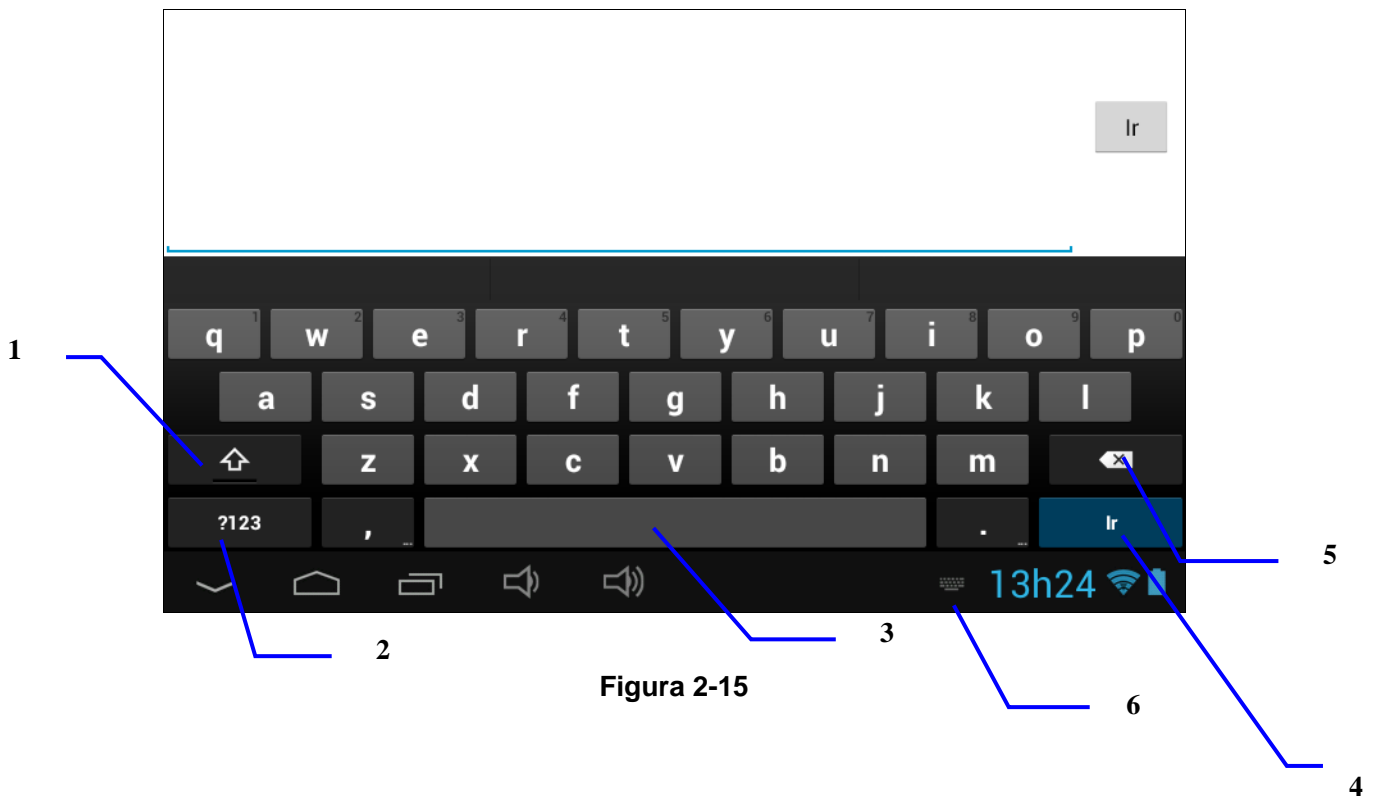 Ir
q 1 w 2 e 3 r 4 t 5 y 6 u 7 i 8 o 9 p 0
1
a s d f g h j k l
z x c v b n m
?123 , ... . ... Ir
5
13h24
3
2
Figura 2-15
6
4